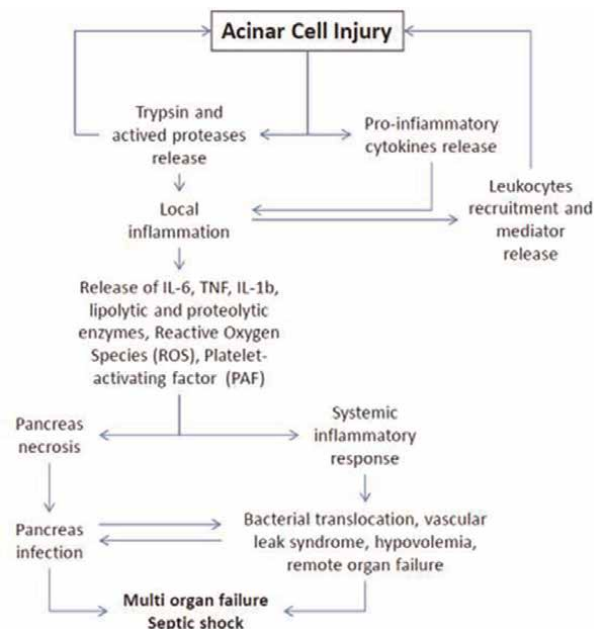 Acinar Cell Injury
Trypsin and
actived proteases
release
Pro-infiammatory
cytokines release
Leukocytes
recruitment and
mediator
release
Local
inflammation
Release of IL-6, TNF, IL-1b,
lipolytic and proteolytic
enzymes, Reactive Oxygen
Species (ROS), Platelet-
activating factor (PAF)
Pancreas
necrosis
Systemic
inflammatory
response
Pancreas
infection
Bacterial translocation, vascular
leak syndrome, hypovolemia,
remote organ failure
Multi organ failure
Septic shock